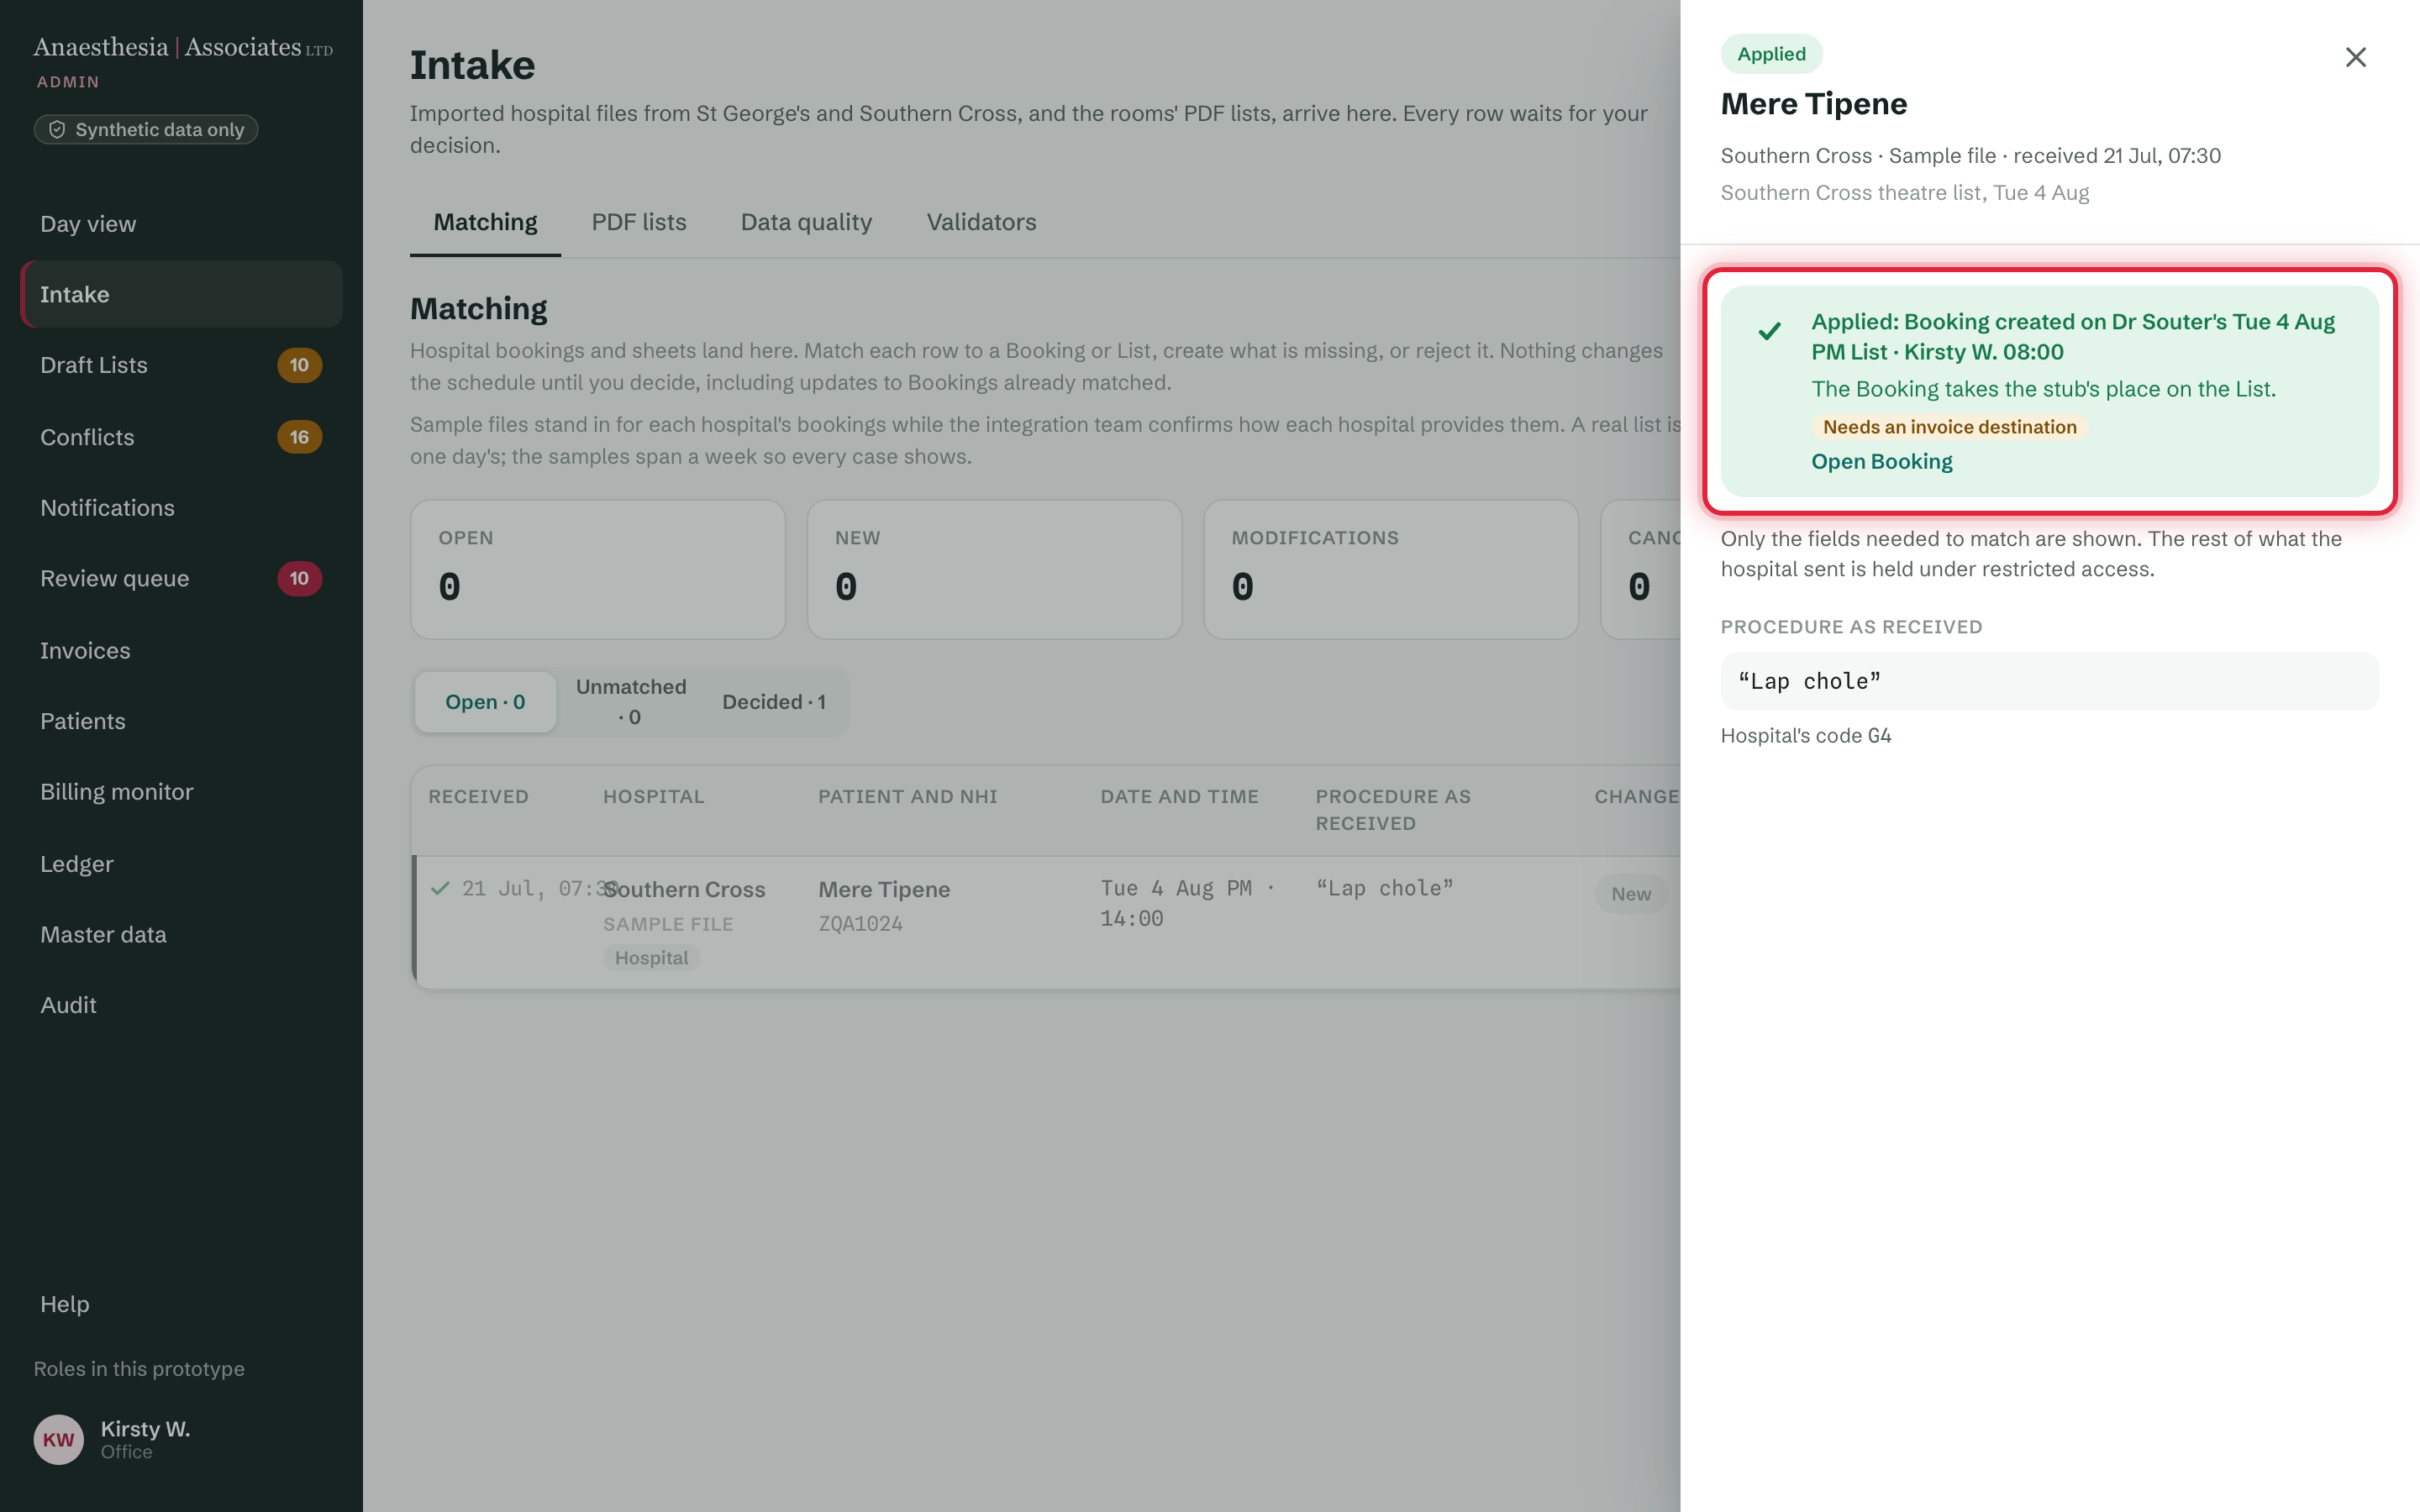 Anaesthesia | Associates LTD
ADMIN
Synthetic data only
Day view
Intake
Draft Lists 10
Conflicts 16
Notifications
Review queue 10
Invoices
Patients
Billing monitor
Ledger
Master data
Audit
Help
Roles in this prototype
KW
Kirsty W.
Office
Intake
Imported hospital files from St George's and Southern Cross, and the rooms' PDF lists, arrive here. Every row waits for your
decision.
Matching PDF lists Data quality Validators
Matching
Hospital bookings and sheets land here. Match each row to a Booking or List, create what is missing, or reject it. Nothing changes
the schedule until you decide, including updates to Bookings already matched.
Sample files stand in for each hospital's bookings while the integration team confirms how each hospital provides them. A real list is
one day's; the samples span a week so every case shows.
OPEN
0
NEW
0
MODIFICATIONS
0
CANC
0
Open · 0
Unmatched
· 0
Decided · 1
RECEIVED HOSPITAL PATIENT AND NHI DATE AND TIME PROCEDURE AS
RECEIVED
CHANGE
21 Jul, 07:30
Southern Cross
SAMPLE FILE
Hospital
Mere Tipene
ZQA1024
Tue 4 Aug PM ·
14:00
“Lap chole”
New
Applied
Mere Tipene
Southern Cross · Sample file · received 21 Jul, 07:30
Southern Cross theatre list, Tue 4 Aug
Applied: Booking created on Dr Souter's Tue 4 Aug
PM List · Kirsty W. 08:00
The Booking takes the stub's place on the List.
Needs an invoice destination
Open Booking
Only the fields needed to match are shown. The rest of what the
hospital sent is held under restricted access.
PROCEDURE AS RECEIVED
“Lap chole”
Hospital's code G4